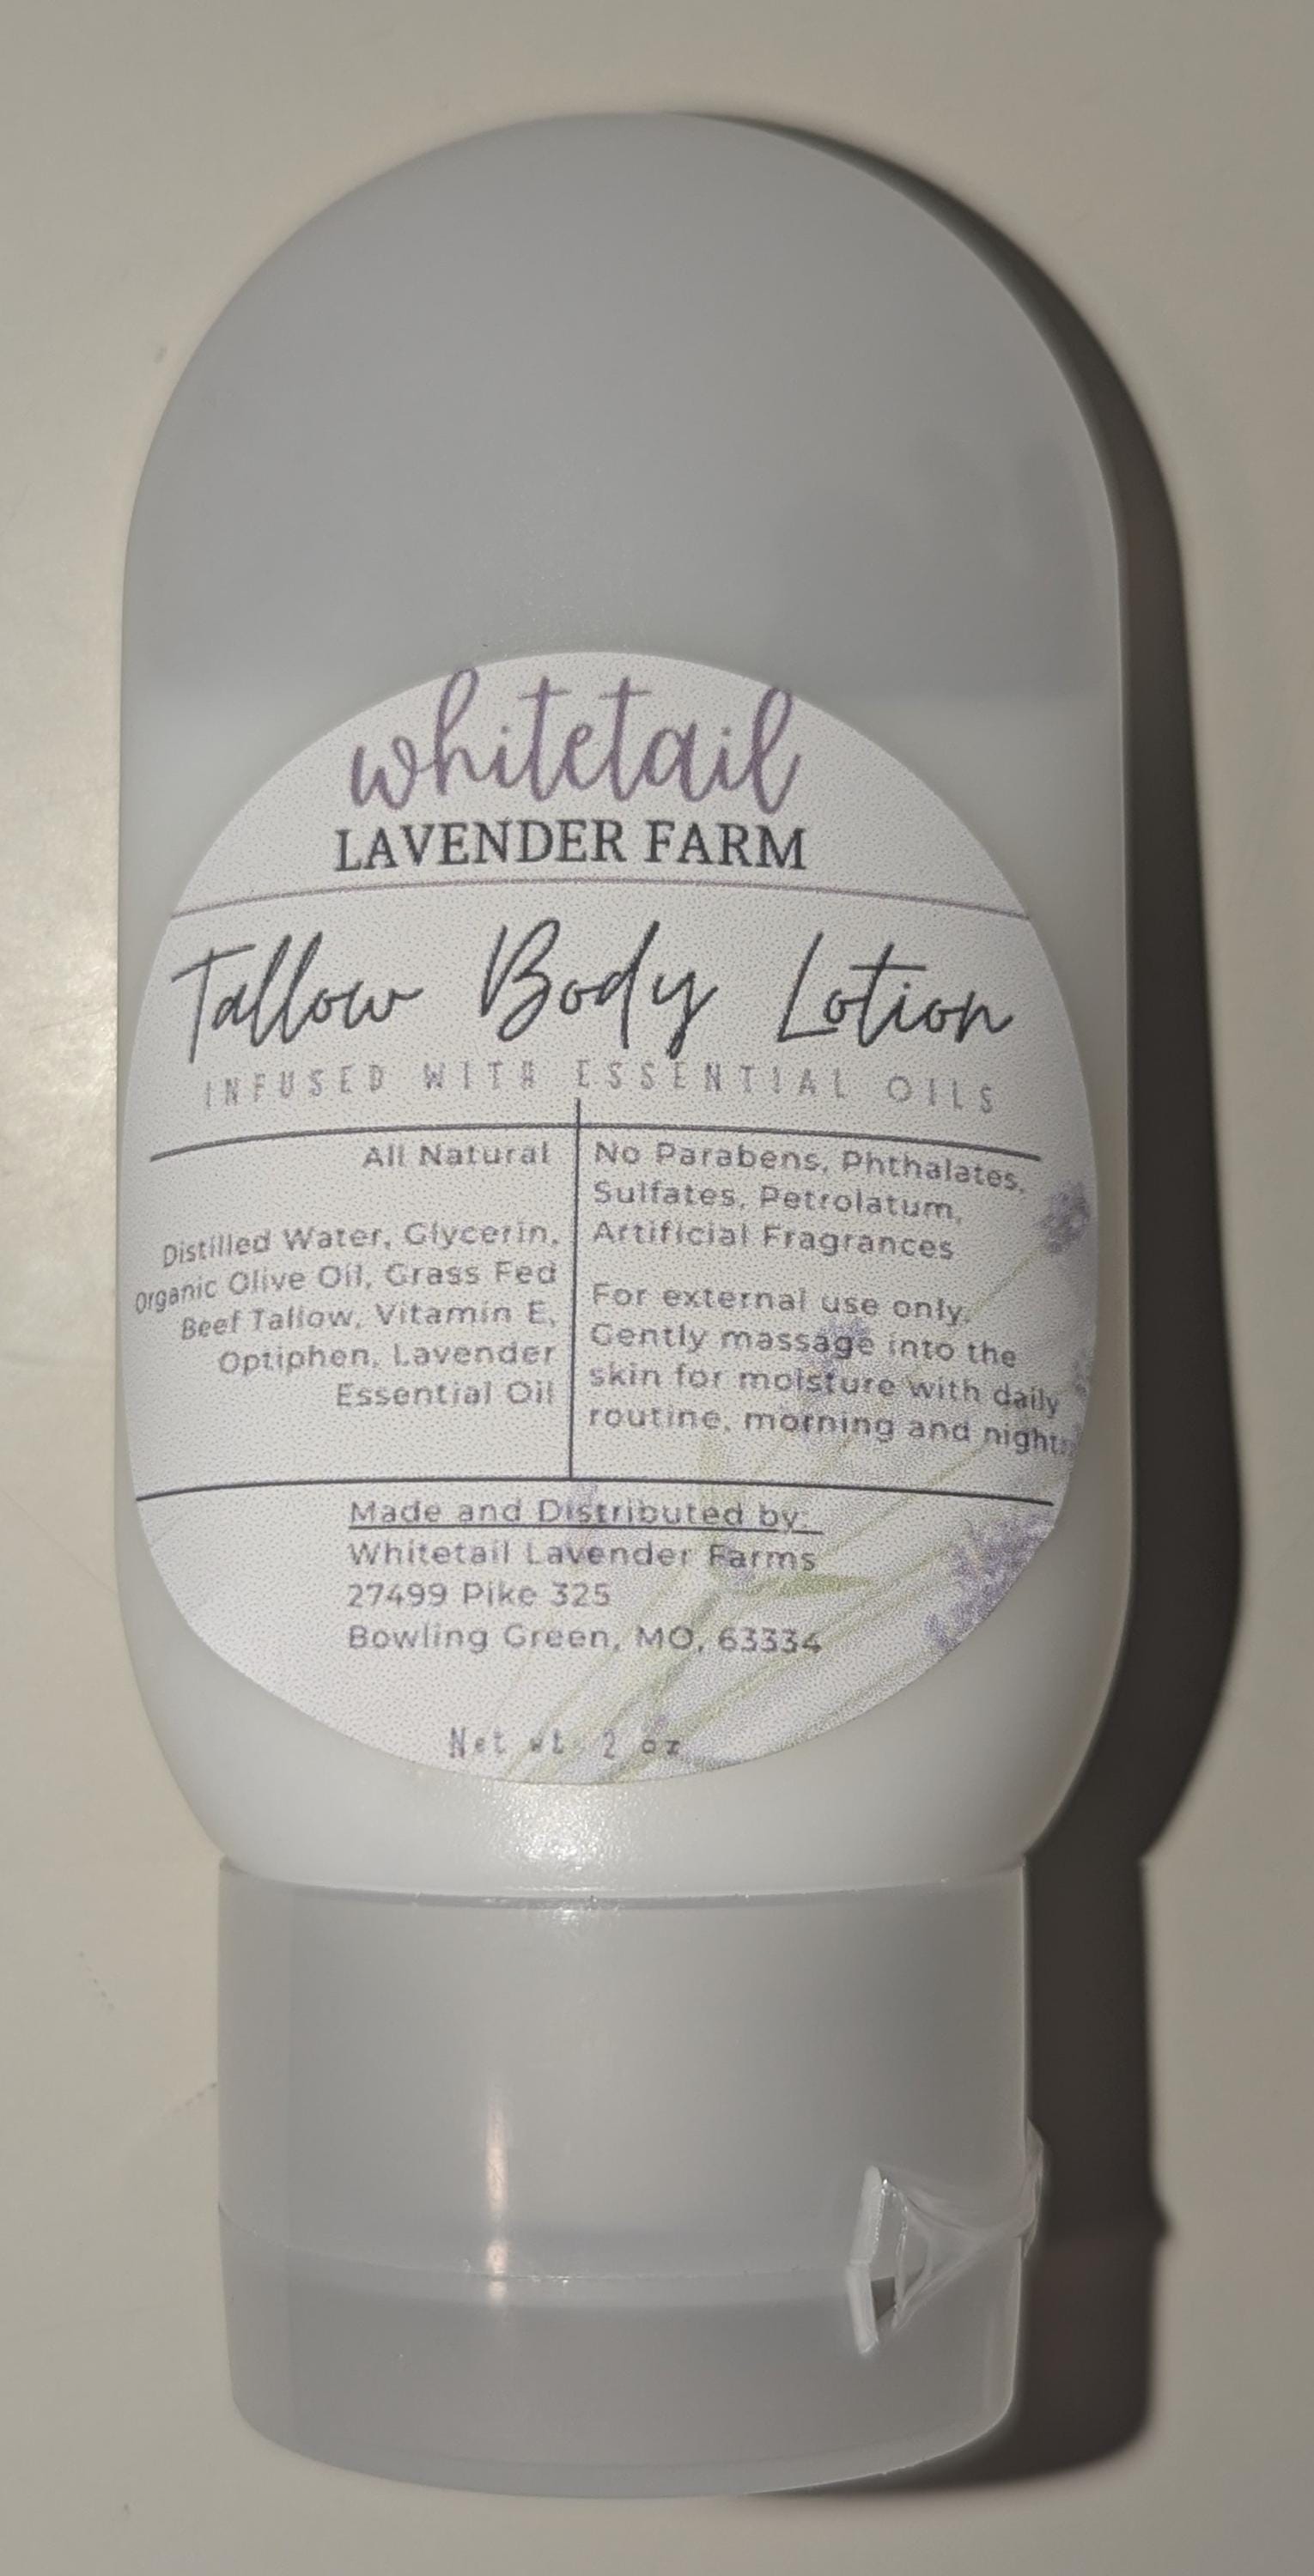 whitetail
LAVENDER FARM
Tallow Body Lotion
INFUSED WITH ESSENTIAL OILS
All Natural
Distilled Water, Glycerin,
Organic Olive Oil, Grass Fed
Beef Tallow, Vitamin E,
Optiphen, Lavender
Essential Oil
No Parabens, Phthalates,
Sulfates, Petrolatum,
Artificial Fragrances
For external use only.
Gently massage into the
skin for moisture with daily
routine, morning and night.
Made and Distributed by:
Whitetail Lavender Farms
27499 Pike 325
Bowling Green, MO, 63334
Net wt 2 oz